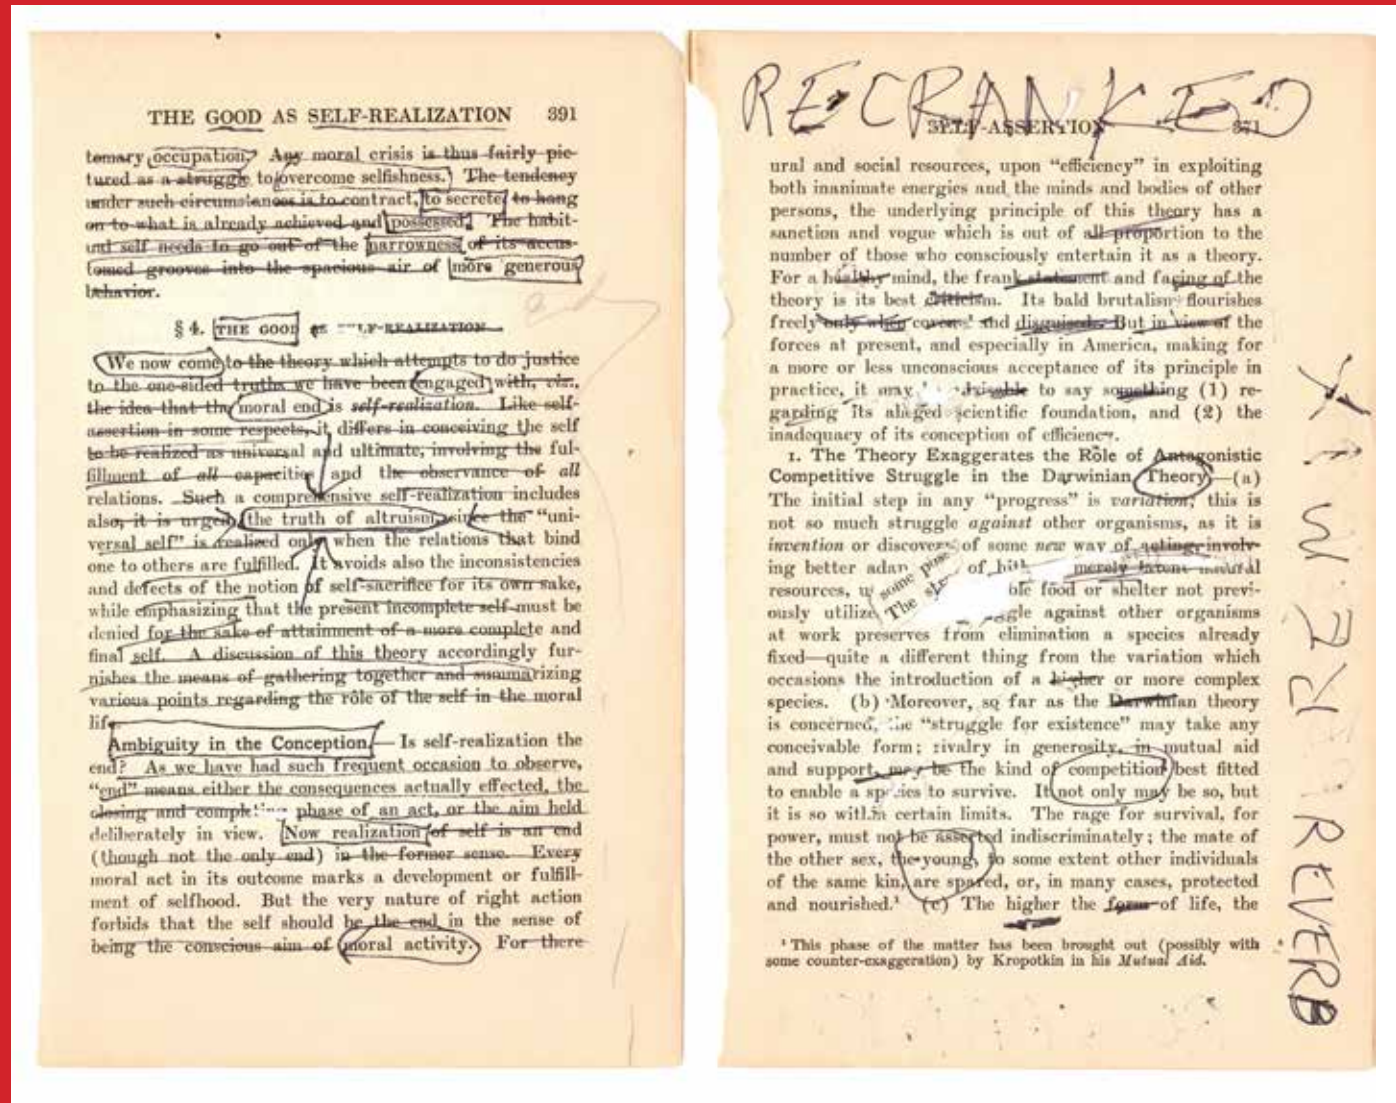 THE GOOD AS SELF-REALIZATION 391
tomary occupation. Any moral crisis is thus fairly pic-
tured as a struggle to overcome selfishness. The tendency
under such circumstances is to contract, to secrete, to hang
on to what is already achieved and possessed. The habit-
ual self needs to go out of the narrowness of its accus-
tomed grooves into the spacious air of more generous
behavior.
§ 4. THE GOOD AS SELF-REALIZATION
We now come to the theory which attempts to do justice
to the one-sided truths we have been engaged with, viz.,
the idea that the moral end is self-realization. Like self-
assertion in some respects, it differs in conceiving the self
to be realized as universal and ultimate, involving the ful-
fillment of all capacities and the observance of all
relations. Such a comprehensive self-realization includes
also, it is urged, the truth of altruism, since the "uni-
versal self" is realized only when the relations that bind
one to others are fulfilled. It avoids also the inconsistencies
and defects of the notion of self-sacrifice for its own sake,
while emphasizing that the present incomplete self must be
denied for the sake of attainment of a more complete and
final self. A discussion of this theory accordingly fur-
nishes the means of gathering together and summarizing
various points regarding the rôle of the self in the moral
life.
Ambiguity in the Conception.—Is self-realization the
end? As we have had such frequent occasion to observe,
"end" means either the consequences actually effected, the
closing and completing phase of an act, or the aim held
deliberately in view. Now realization of self is an end
(though not the only end) in the former sense. Every
moral act in its outcome marks a development or fulfill-
ment of selfhood. But the very nature of right action
forbids that the self should be the end in the sense of
being the conscious aim of moral activity. For there
RECRANKED
SELF-ASSERTION 371
ural and social resources, upon "efficiency" in exploiting
both inanimate energies and the minds and bodies of other
persons, the underlying principle of this theory has a
sanction and vogue which is out of all proportion to the
number of those who consciously entertain it as a theory.
For a healthy mind, the frank statement and facing of the
theory is its best criticism. Its bald brutalism flourishes
freely only when covered and disguised. But in view of the
forces at present, and especially in America, making for
a more or less unconscious acceptance of its principle in
practice, it may advisable to say something (1) re-
garding its alleged scientific foundation, and (2) the
inadequacy of its conception of efficiency.
1. The Theory Exaggerates the Rôle of Antagonistic
Competitive Struggle in the Darwinian Theory.—(a)
The initial step in any "progress" is variation; this is
not so much struggle against other organisms, as it is
invention or discovery of some new way of acting, involv-
ing better adap of hith merely latent natural
resources, u some pos ble food or shelter not previ-
ously utilize The st ggle against other organisms
at work preserves from elimination a species already
fixed—quite a different thing from the variation which
occasions the introduction of a higher or more complex
species. (b) Moreover, so far as the Darwinian theory
is concerned, the "struggle for existence" may take any
conceivable form; rivalry in generosity, in mutual aid
and support, may be the kind of competition best fitted
to enable a species to survive. It not only may be so, but
it is so within certain limits. The rage for survival, for
power, must not be asserted indiscriminately; the mate of
the other sex, the young, to some extent other individuals
of the same kin, are spared, or, in many cases, protected
and nourished.¹ (c) The higher the form of life, the
¹ This phase of the matter has been brought out (possibly with
some counter-exaggeration) by Kropotkin in his Mutual Aid.
REVERB